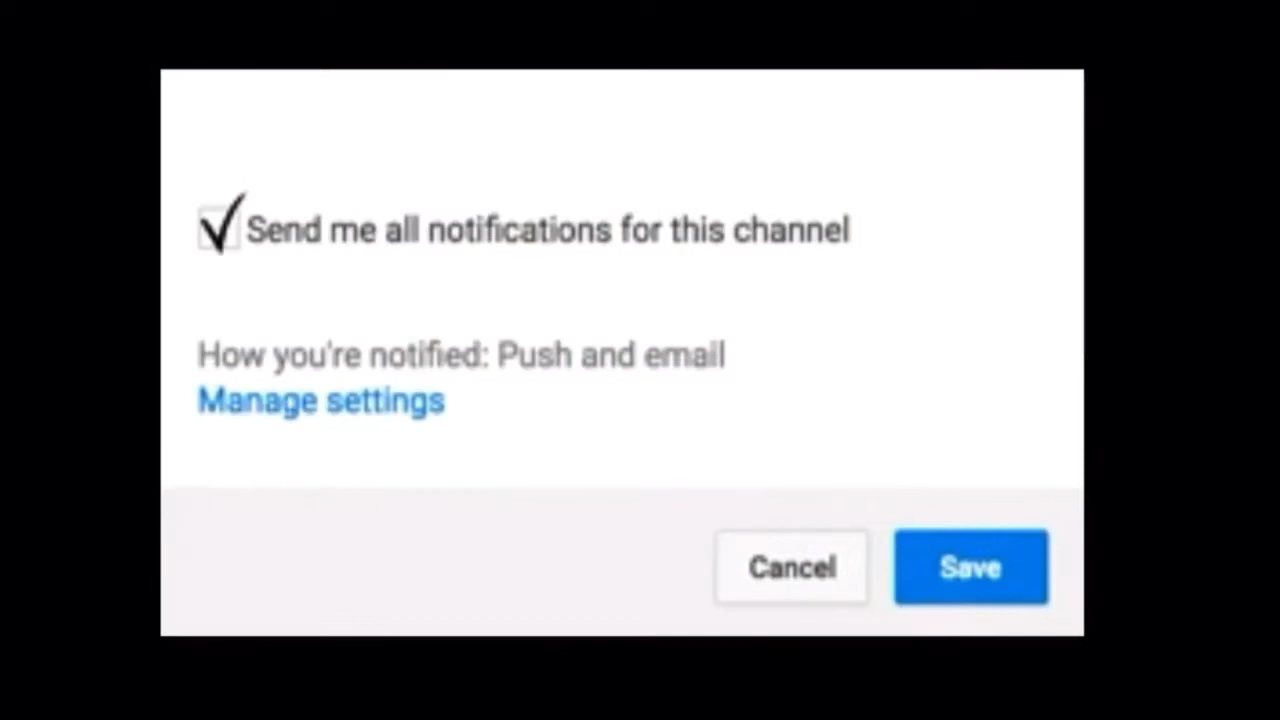 Send me all notifications for this channel
How you're notified: Push and email
Manage settings
Cancel
Save